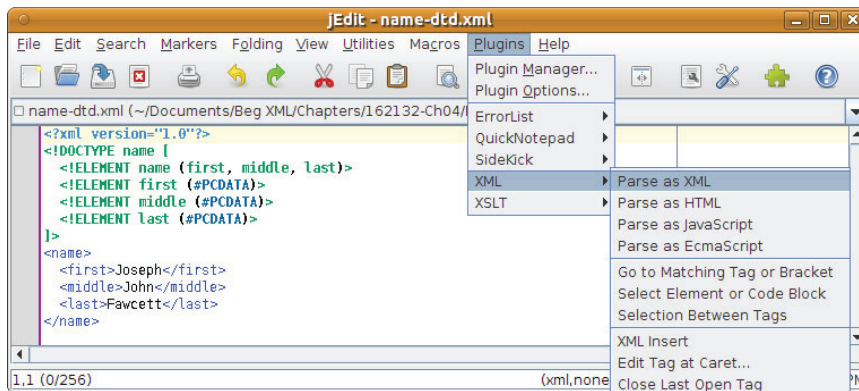 jEdit - name-dtd.xml
File Edit Search Markers Folding View Utilities Macros Plugins Help
Plugin Manager...
Plugin Options...
ErrorList
QuickNotepad
SideKick
XML
XSLT
Parse as XML
Parse as HTML
Parse as JavaScript
Parse as EcmaScript
Go to Matching Tag or Bracket
Select Element or Code Block
Selection Between Tags
XML Insert
Edit Tag at Caret...
Close Last Open Tag
name-dtd.xml (~/Documents/Beg XML/Chapters/162132-Ch04/
<?xml version="1.0"?>
<!DOCTYPE name [
<!ELEMENT name (first, middle, last)>
<!ELEMENT first (#PCDATA)>
<!ELEMENT middle (#PCDATA)>
<!ELEMENT last (#PCDATA)>
]>
<name>
<first>Joseph</first>
<middle>John</middle>
<last>Fawcett</last>
</name>
1,1 (0/256)
(xml,none